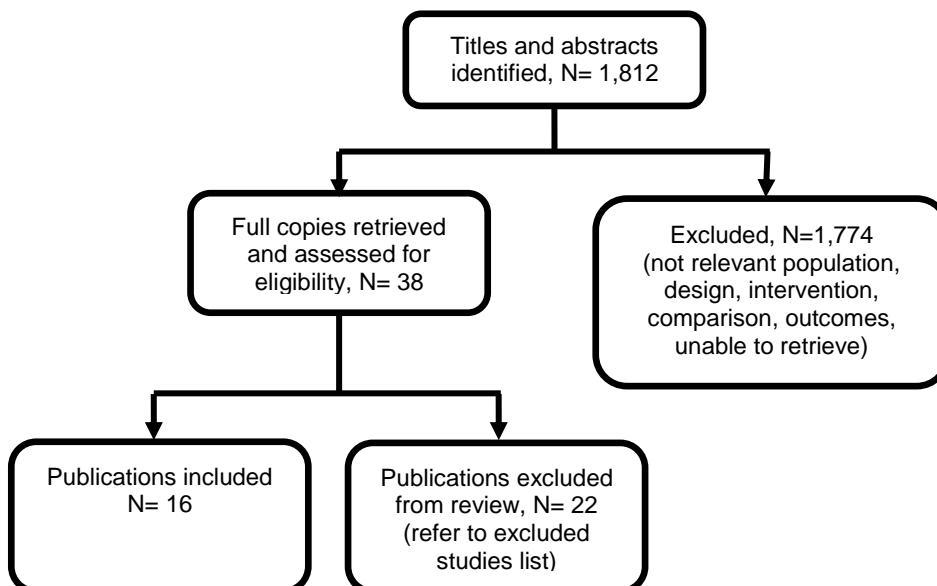 Titles and abstracts
identified, N= 1,812
Full copies retrieved
and assessed for
eligibility, N= 38
Excluded, N=1,774
(not relevant population,
design, intervention,
comparison, outcomes,
unable to retrieve)
Publications included
N= 16
Publications excluded
from review, N= 22
(refer to excluded
studies list)